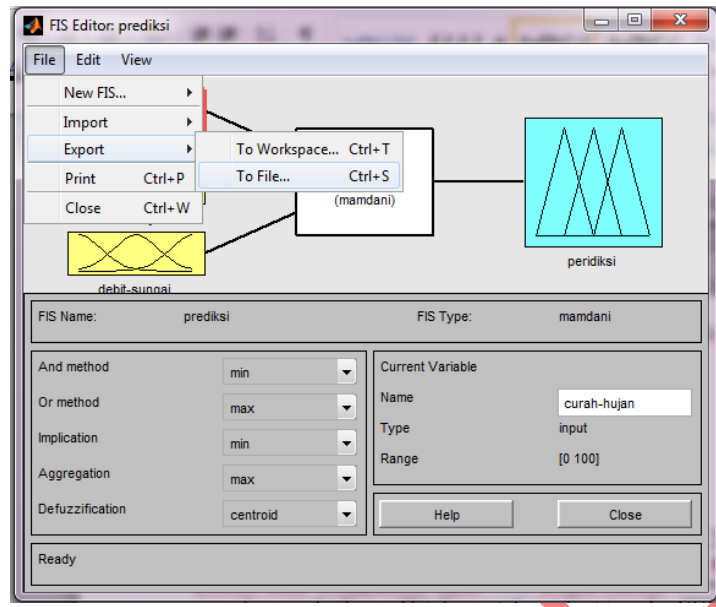 FIS Editor: prediksi
File Edit View
New FIS...
Import
Export
Print Ctrl+P
Close Ctrl+W
To Workspace... Ctrl+T
To File... Ctrl+S
(mamdani)
peridiksi
debit-sungai
FIS Name: prediksi FIS Type: mamdani
And method min
Or method max
Implication min
Aggregation max
Defuzzification centroid
Current Variable
Name curah-hujan
Type input
Range [0 100]
Help Close
Ready